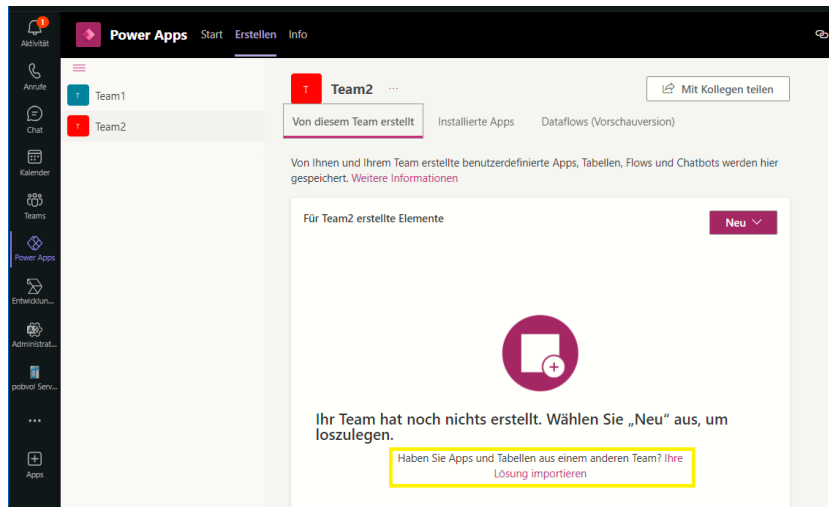 1
Aktivität
Anrufe
Chat
Kalender
Teams
Power Apps
Entwicklun...
Administrat...
pobvol Serv...
...
Apps
Power Apps Start Erstellen Info
T Team1
T Team2
T Team2 ...
Mit Kollegen teilen
Von diesem Team erstellt Installierte Apps Dataflows (Vorschauversion)
Von Ihnen und Ihrem Team erstellte benutzerdefinierte Apps, Tabellen, Flows und Chatbots werden hier
gespeichert. Weitere Informationen
Für Team2 erstellte Elemente
Neu
Ihr Team hat noch nichts erstellt. Wählen Sie „Neu“ aus, um
loszulegen.
Haben Sie Apps und Tabellen aus einem anderen Team? Ihre
Lösung importieren